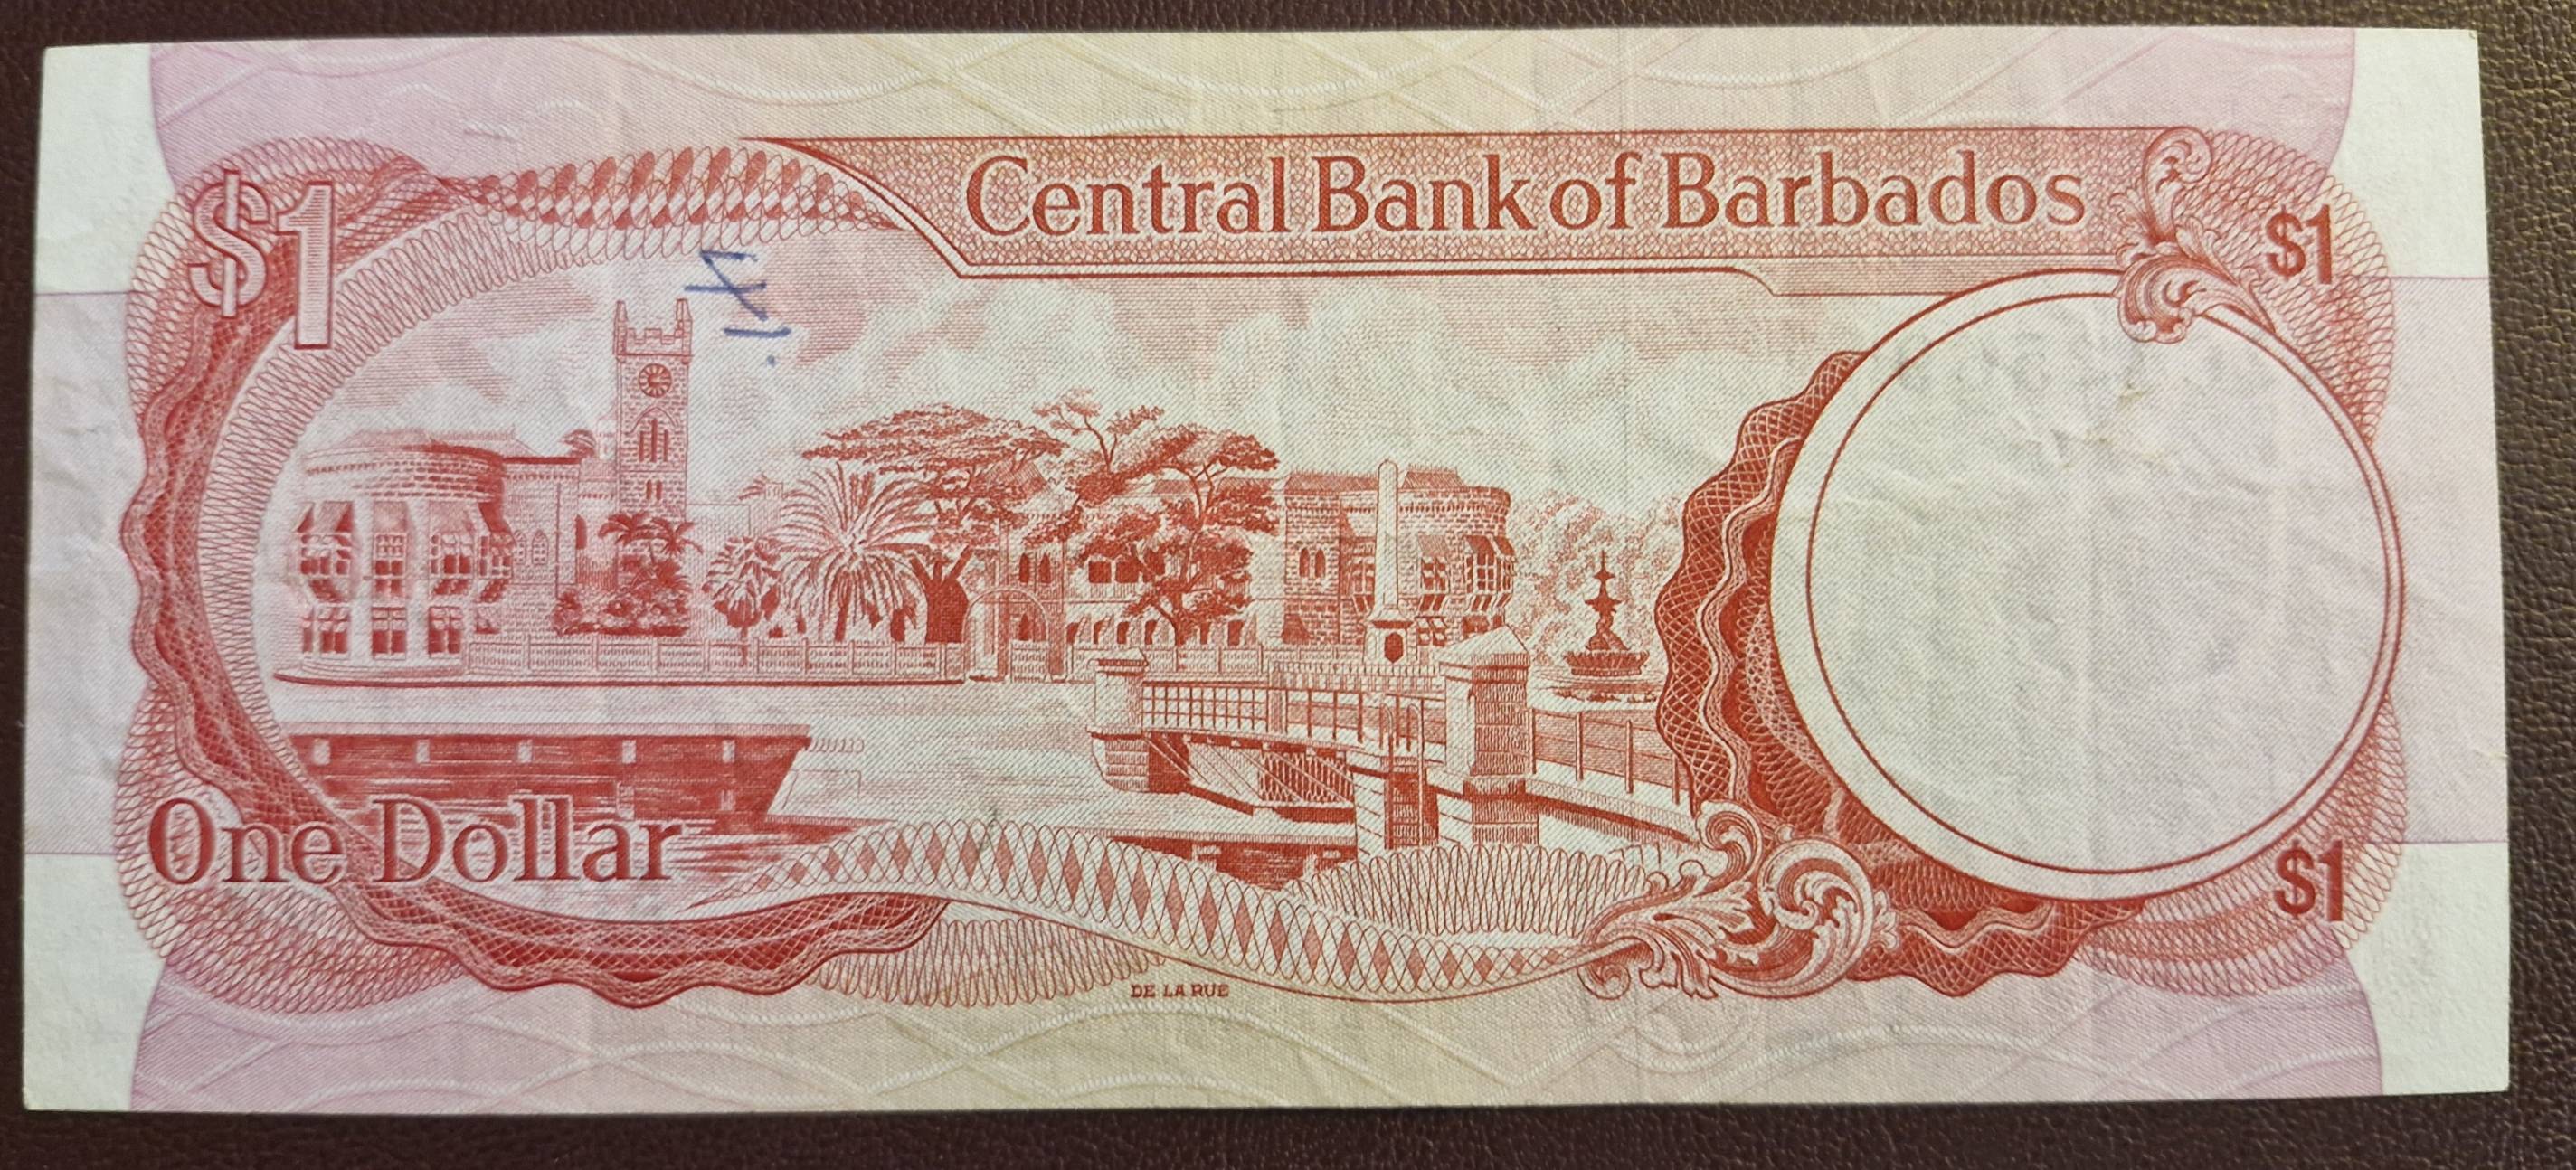 Central Bank of Barbados
$1
$1
One Dollar
$1
DE LA RUE